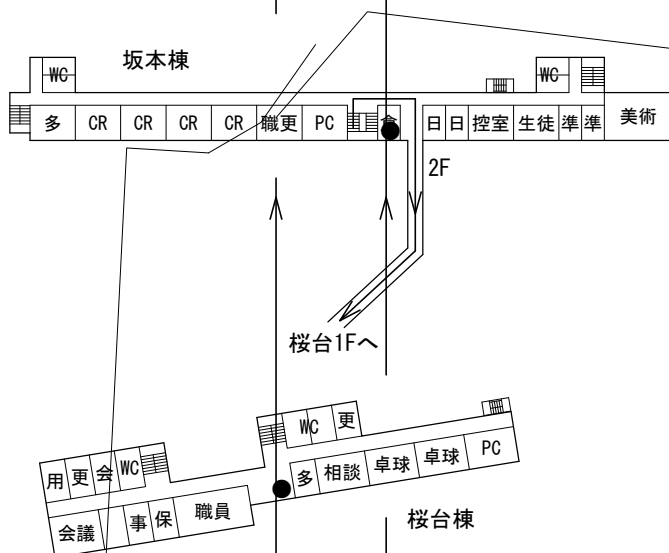 坂本棟
WC
WC
多 CR CR CR CR 職更 PC 倉 日 日 控室 生徒 準 準 美術
2F
桜台1Fへ
WC 更
用 更 会 WC
多 相談 卓球 卓球 PC
会議 事 保 職員
桜台棟